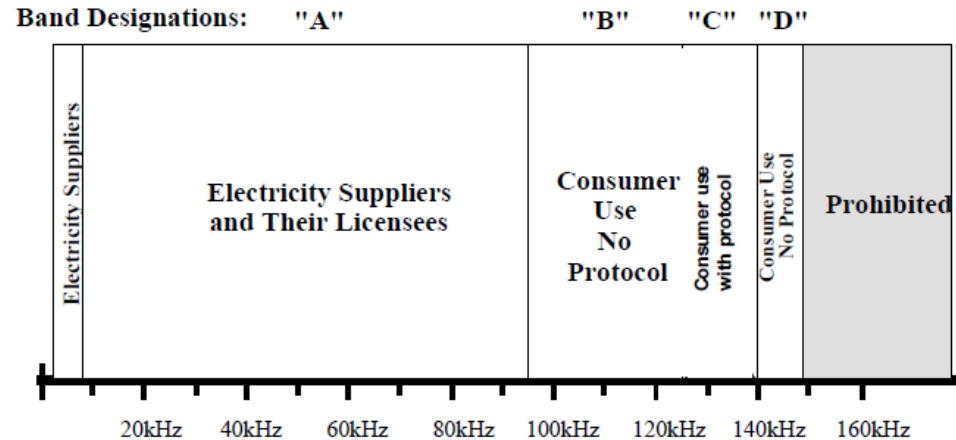 Band Designations: "A" "B" "C" "D"
Electricity Suppliers
Electricity Suppliers
and Their Licensees
Consumer
Use
No
Protocol
Consumer use
with protocol
Consumer Use
No Protocol
Prohibited
20kHz 40kHz 60kHz 80kHz 100kHz 120kHz 140kHz 160kHz